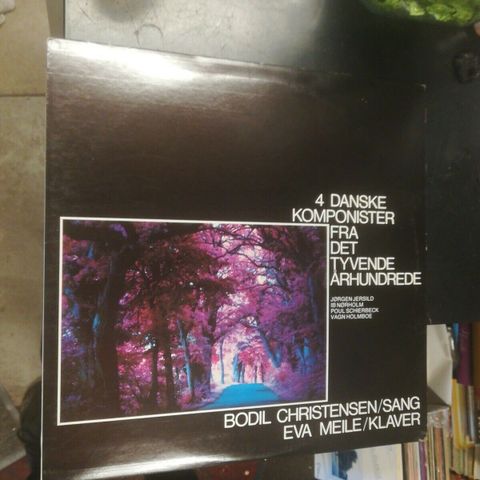 4 DANSKE
KOMPONISTER
FRA
DET
TYVENDE
ÅRHUNDREDE
JØRGEN JERSILD
IB NØRHOLM
POUL SCHIERBECK
VAGN HOLMBOE
BODIL CHRISTENSEN/SANG
EVA MEILE/KLAVER